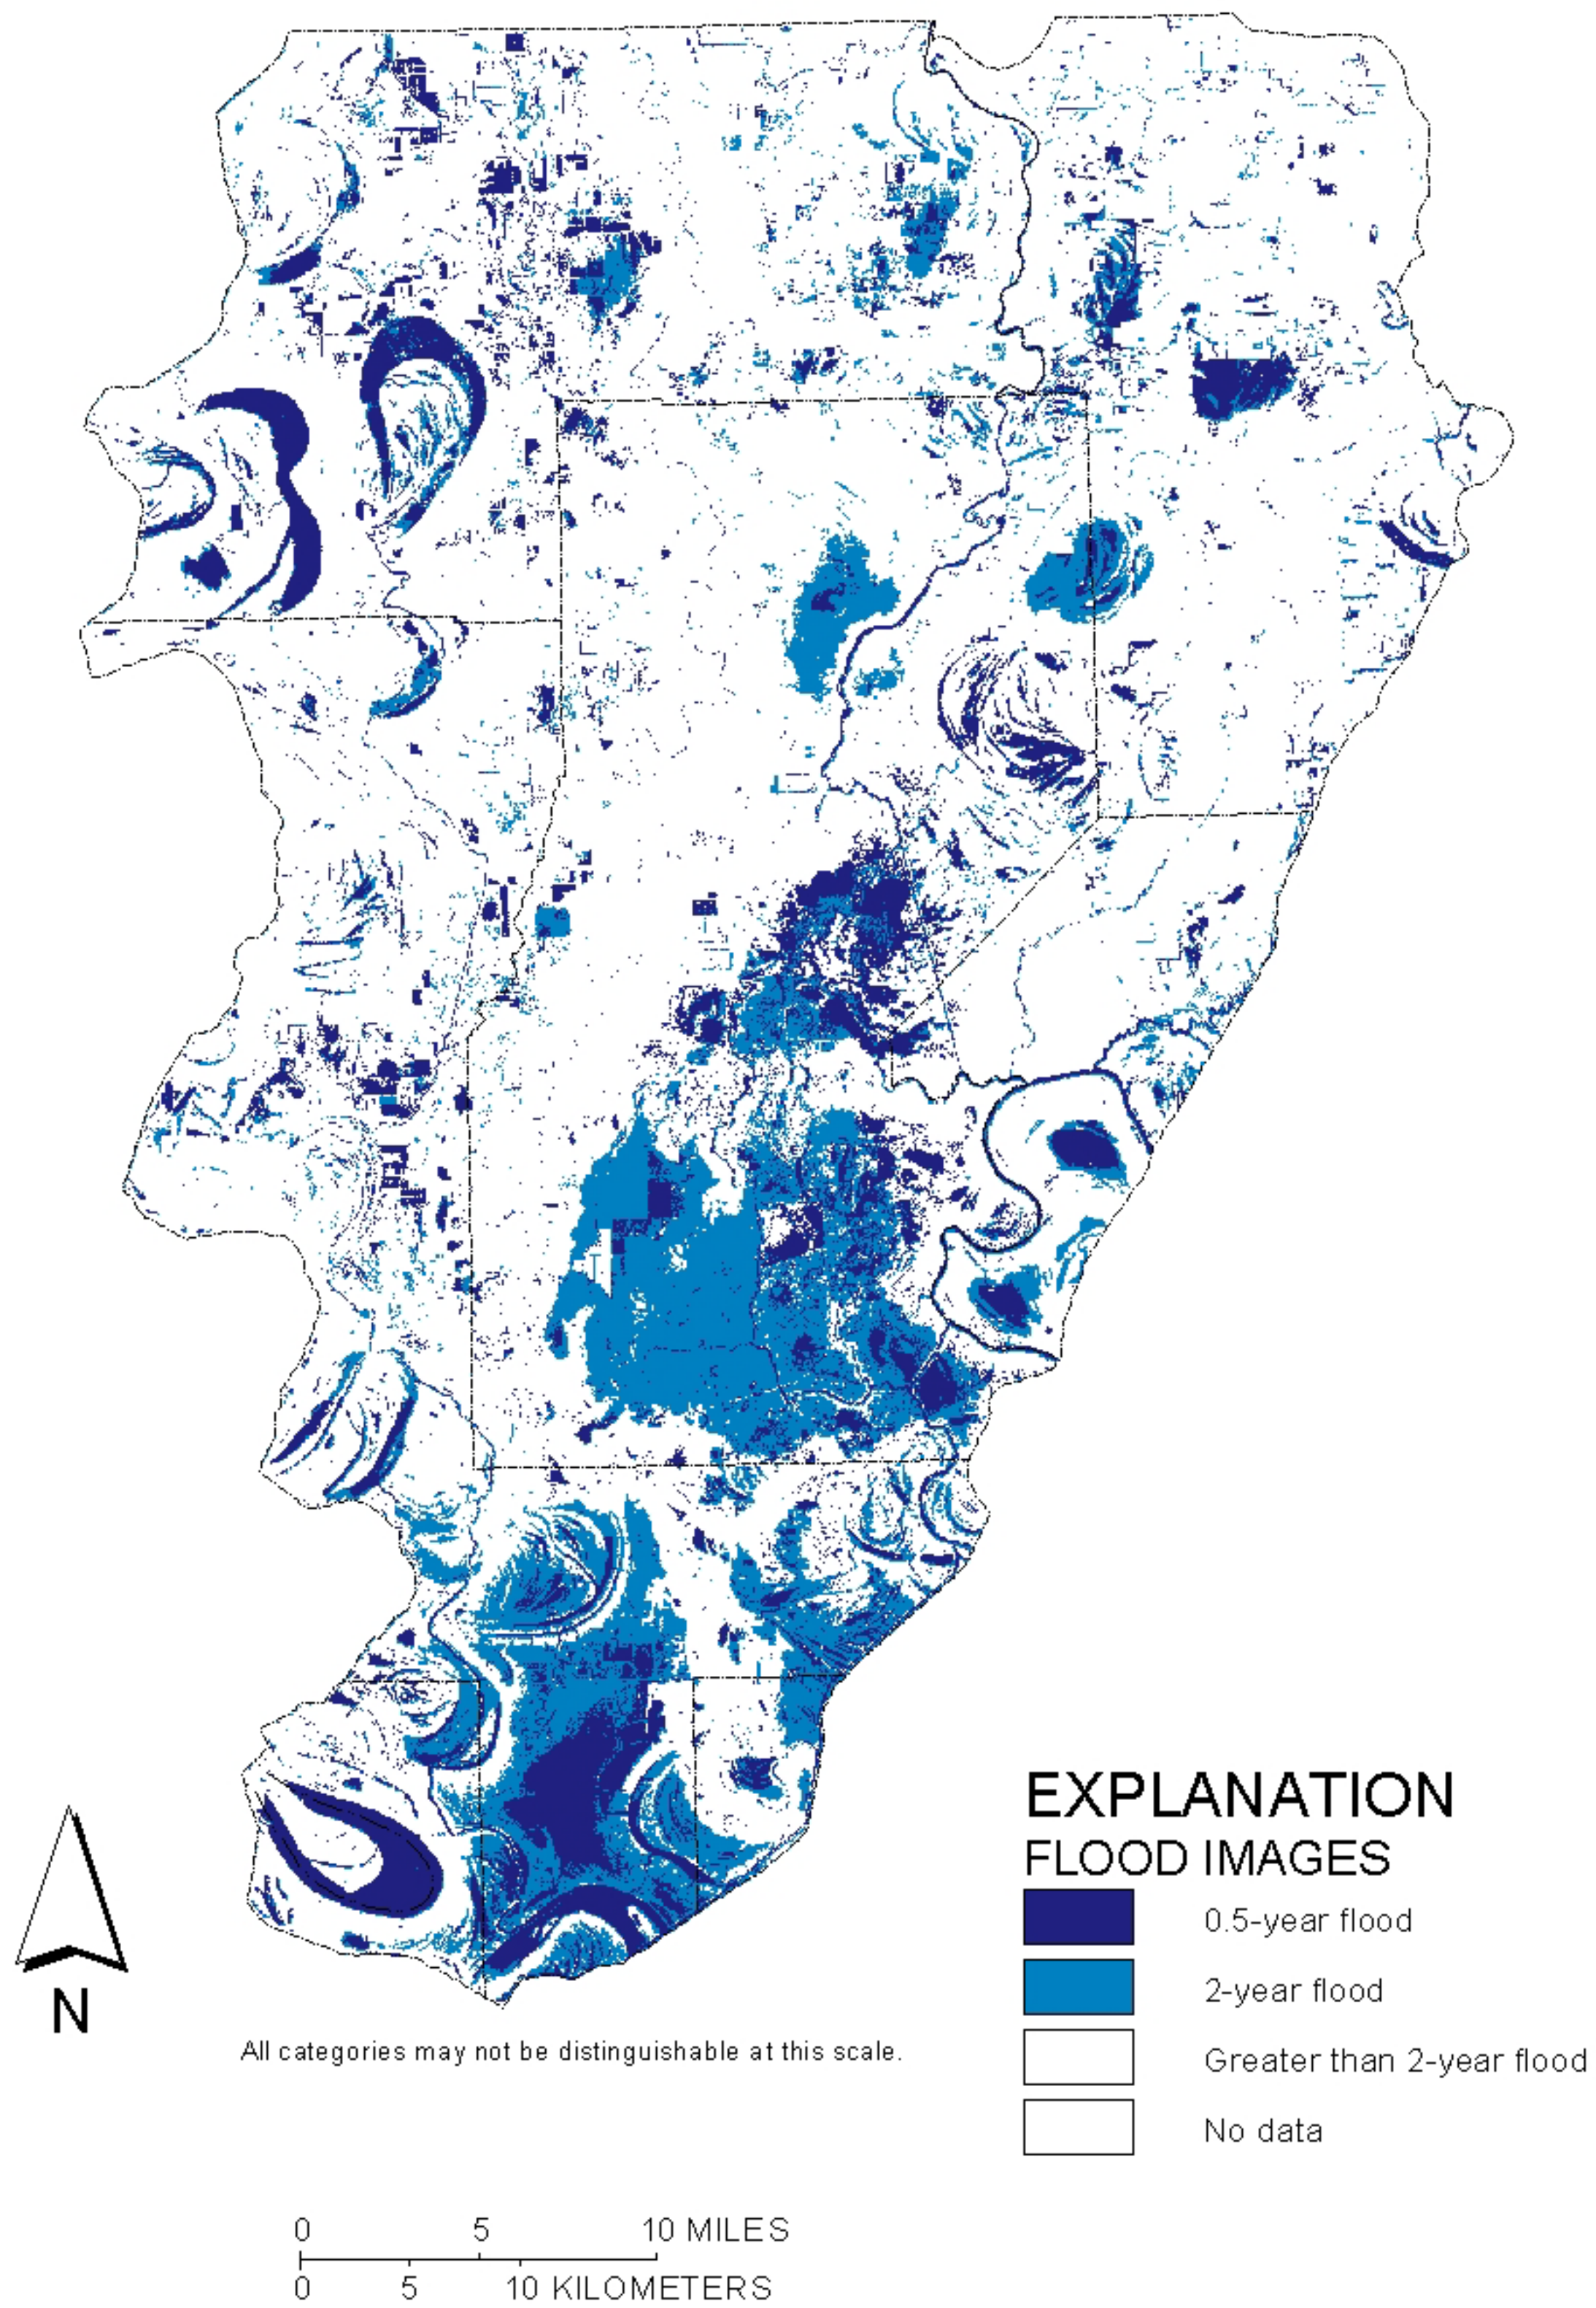 EXPLANATION
FLOOD IMAGES
0.5-year flood
2-year flood
Greater than 2-year flood
No data
N
All categories may not be distinguishable at this scale.
0 5 10 MILES
0 5 10 KILOMETERS